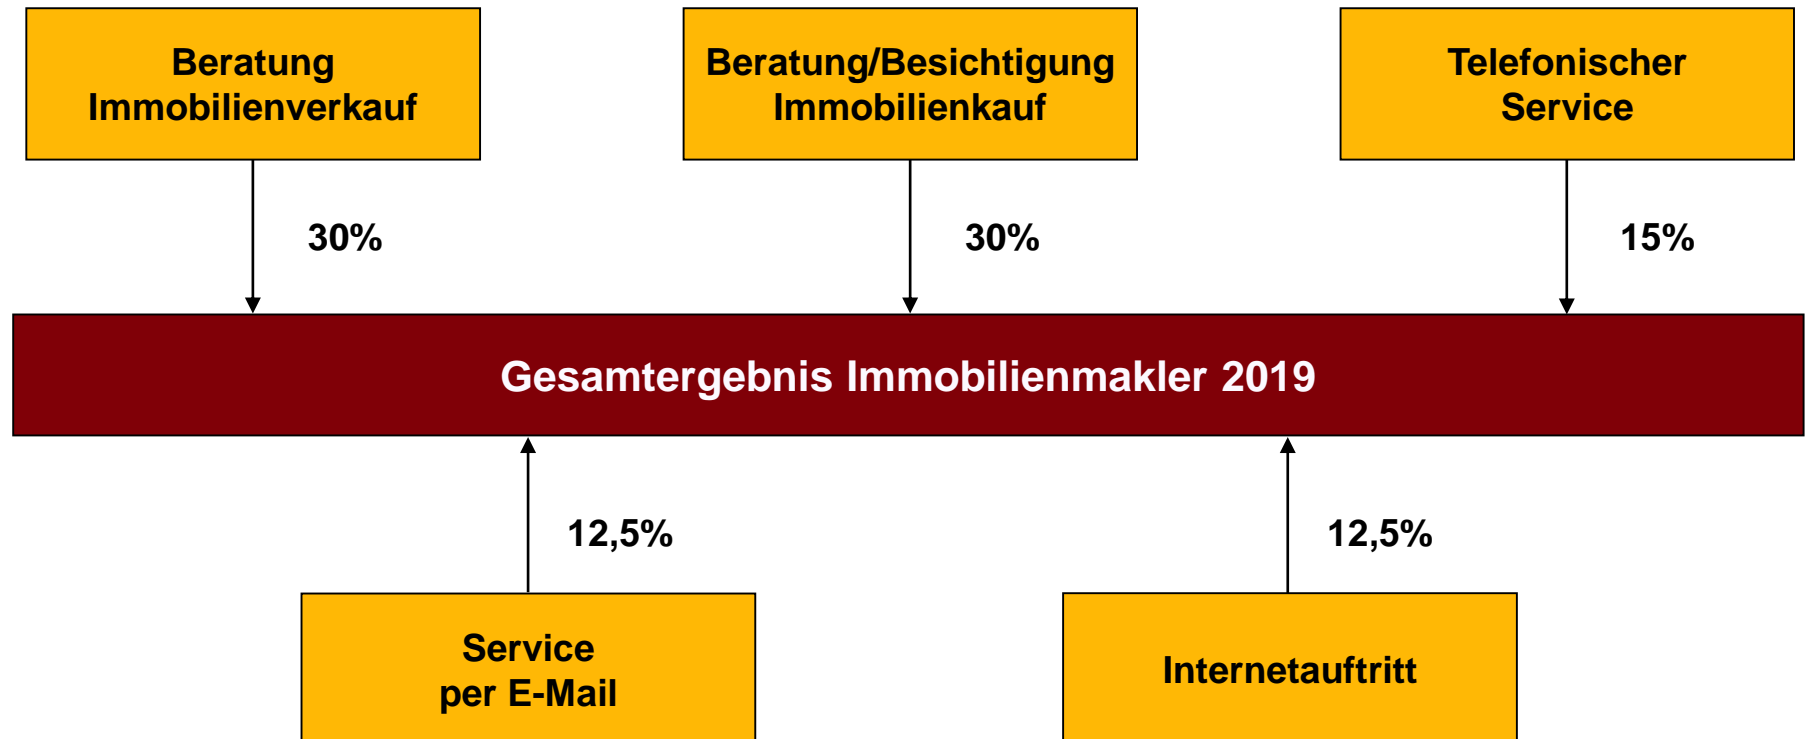 Beratung
Immobilienverkauf
Beratung/Besichtigung
Immobilienkauf
Telefonischer
Service
30%
30%
15%
Gesamtergebnis Immobilienmakler 2019
12,5%
12,5%
Service
per E-Mail
Internetauftritt